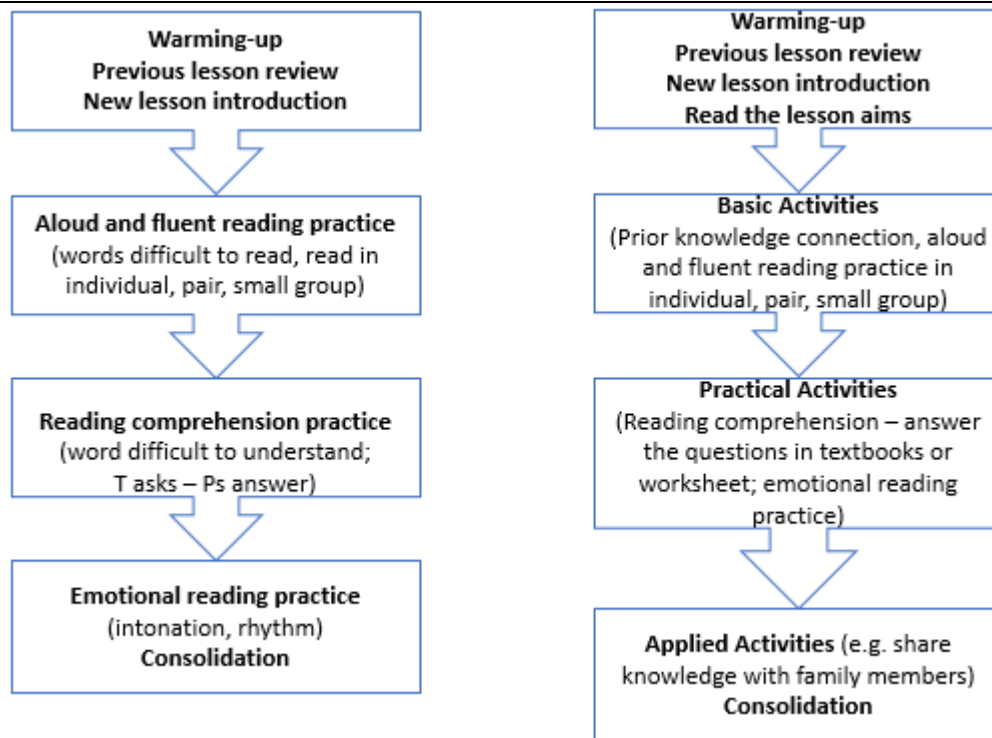 Warming-up
Previous lesson review
New lesson introduction
Aloud and fluent reading practice
(words difficult to read, read in
individual, pair, small group)
Reading comprehension practice
(word difficult to understand;
T asks – Ps answer)
Emotional reading practice
(intonation, rhythm)
Consolidation
Warming-up
Previous lesson review
New lesson introduction
Read the lesson aims
Basic Activities
(Prior knowledge connection, aloud
and fluent reading practice in
individual, pair, small group)
Practical Activities
(Reading comprehension – answer
the questions in textbooks or
worksheet; emotional reading
practice)
Applied Activities (e.g. share
knowledge with family members)
Consolidation